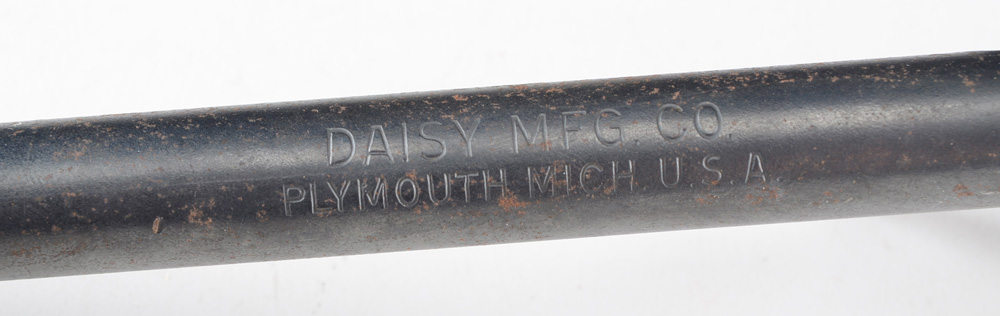 DAISY MFG. CO.
PLYMOUTH MICH U.S.A.